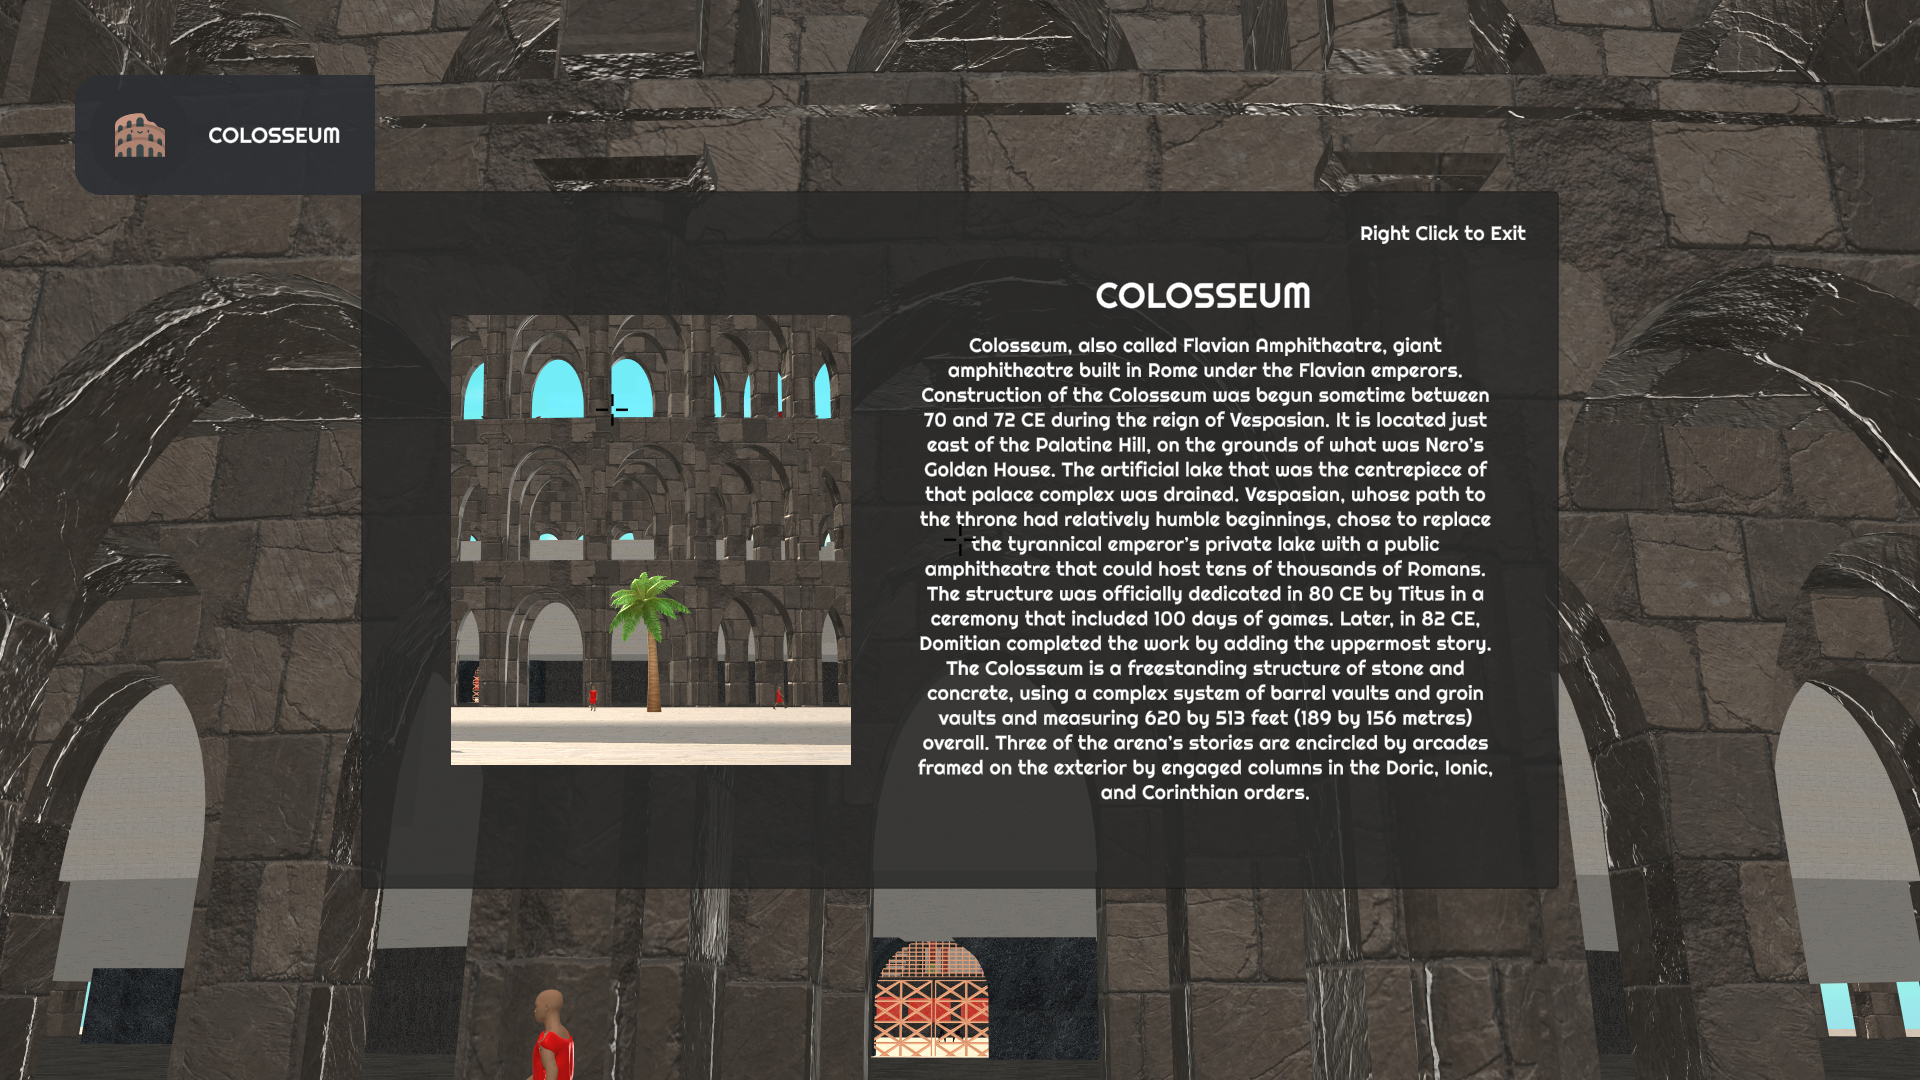 COLOSSEUM
Right Click to Exit
COLOSSEUM
Colosseum, also called Flavian Amphitheatre, giant
amphitheatre built in Rome under the Flavian emperors.
Construction of the Colosseum was begun sometime between
70 and 72 CE during the reign of Vespasian. It is located just
east of the Palatine Hill, on the grounds of what was Nero's
Golden House. The artificial lake that was the centrepiece of
that palace complex was drained. Vespasian, whose path to
the throne had relatively humble beginnings, chose to replace
the tyrannical emperor's private lake with a public
amphitheatre that could host tens of thousands of Romans.
The structure was officially dedicated in 80 CE by Titus in a
ceremony that included 100 days of games. Later, in 82 CE,
Domitian completed the work by adding the uppermost story.
The Colosseum is a freestanding structure of stone and
concrete, using a complex system of barrel vaults and groin
vaults and measuring 620 by 513 feet (189 by 156 metres)
overall. Three of the arena's stories are encircled by arcades
framed on the exterior by engaged columns in the Doric, Ionic,
and Corinthian orders.